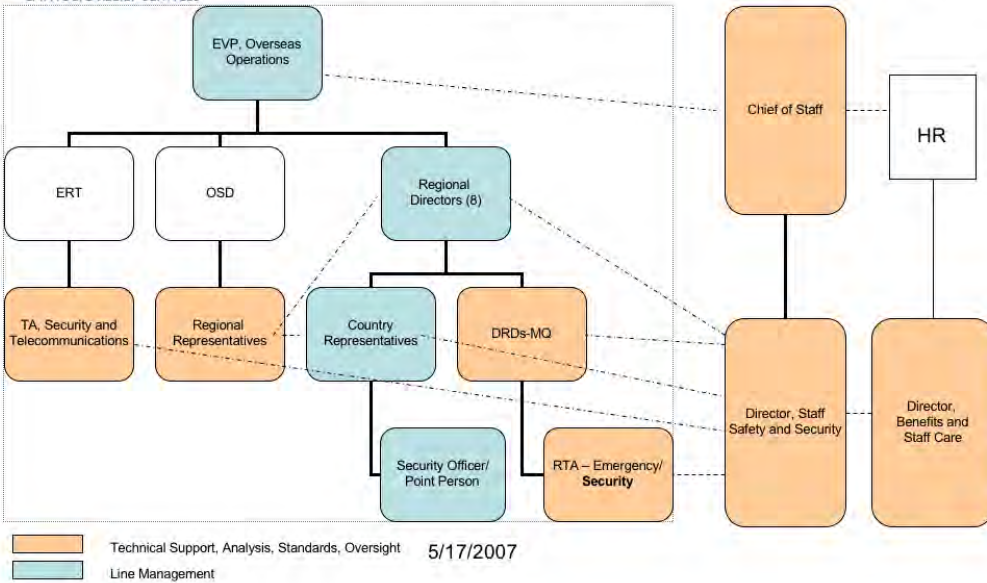 EVP, Overseas
Operations
Chief of Staff
HR
ERT
OSD
Regional
Directors (8)
TA, Security and
Telecommunications
Regional
Representatives
Country
Representatives
DRDs-MQ
Director, Staff
Safety and Security
Director,
Benefits and
Staff Care
Security Officer/
Point Person
RTA – Emergency/
Security
Technical Support, Analysis, Standards, Oversight
5/17/2007
Line Management